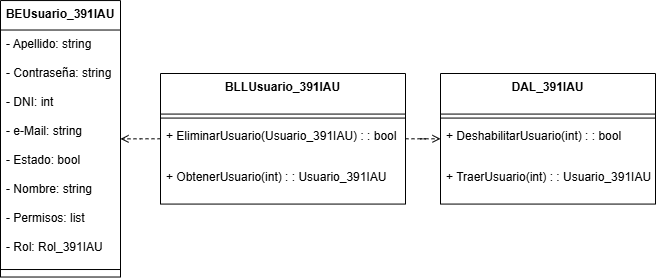 BEUsuario_391IAU
- Apellido: string
- Contraseña: string
- DNI: int
- e-Mail: string
- Estado: bool
- Nombre: string
- Permisos: list
- Rol: Rol_391IAU
BLLUsuario_391IAU
+ EliminarUsuario(Usuario_391IAU) : : bool
+ ObtenerUsuario(int) : : Usuario_391IAU
DAL_391IAU
+ DeshabilitarUsuario(int) : : bool
+ TraerUsuario(int) : : Usuario_391IAU